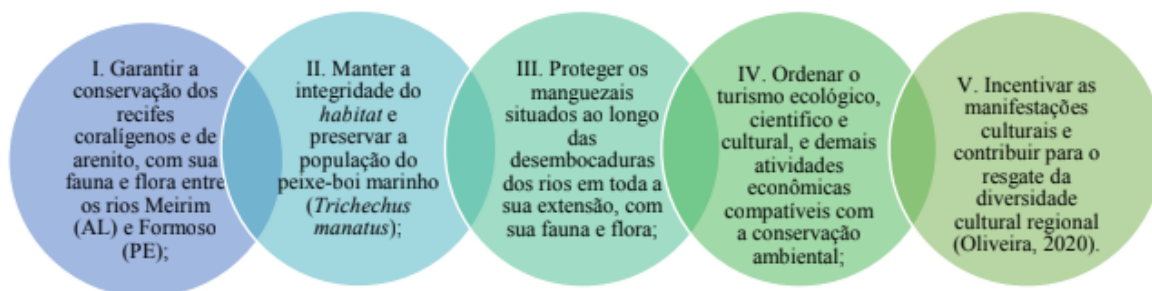 I. Garantir a
conservação dos
recifes
coralígenos e de
arenito, com sua
fauna e flora entre
os rios Meirim
(AL) e Formoso
(PE);
II. Manter a
integridade do
habitat e
preservar a
população do
peixe-boi marinho
(Trichechus
manatus);
III. Proteger os
manguezais
situados ao longo
das
desembocaduras
dos rios em toda a
sua extensão, com
sua fauna e flora;
IV. Ordenar o
turismo ecológico,
cientifico e
cultural, e demais
atividades
econômicas
compatíveis com
a conservação
ambiental;
V. Incentivar as
manifestações
culturais e
contribuir para o
resgate da
diversidade
cultural regional
(Oliveira, 2020).